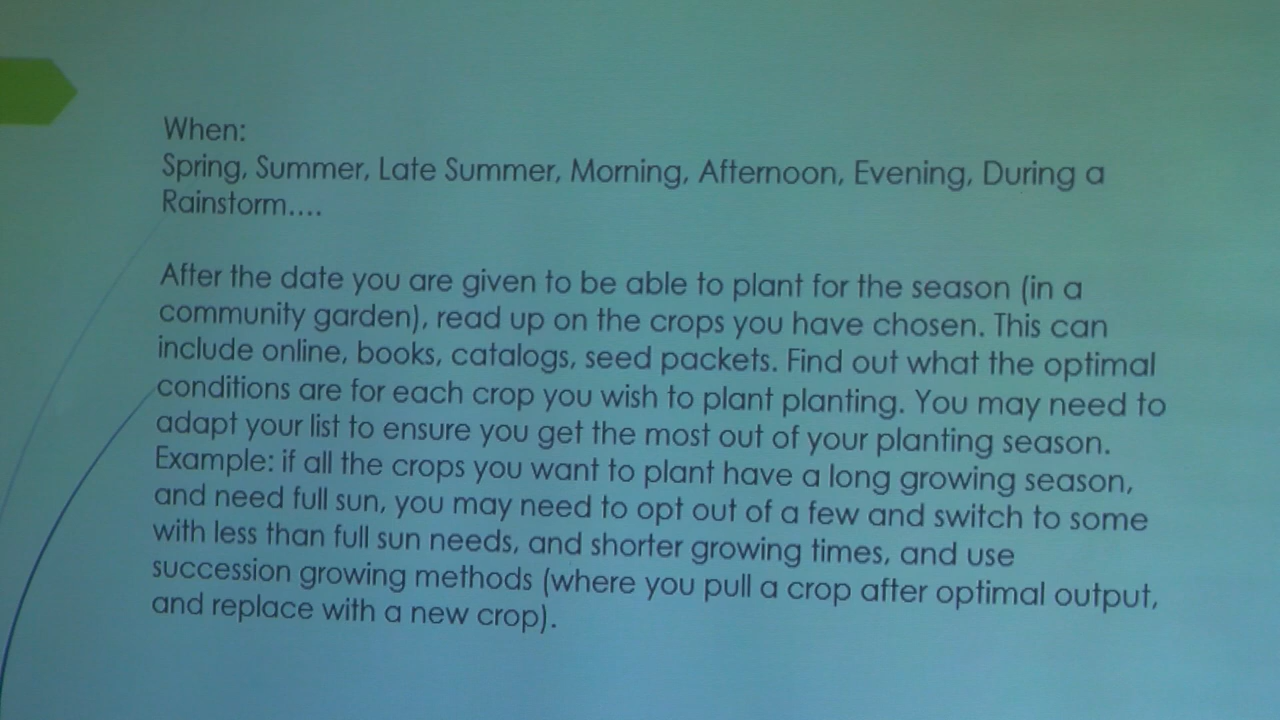 When:
Spring, Summer, Late Summer, Morning, Afternoon, Evening, During a
Rainstorm....
After the date you are given to be able to plant for the season (in a
community garden), read up on the crops you have chosen. This can
include online, books, catalogs, seed packets. Find out what the optimal
conditions are for each crop you wish to plant planting. You may need to
adapt your list to ensure you get the most out of your planting season.
Example: if all the crops you want to plant have a long growing season,
and need full sun, you may need to opt out of a few and switch to some
with less than full sun needs, and shorter growing times, and use
succession growing methods (where you pull a crop after optimal output,
and replace with a new crop).